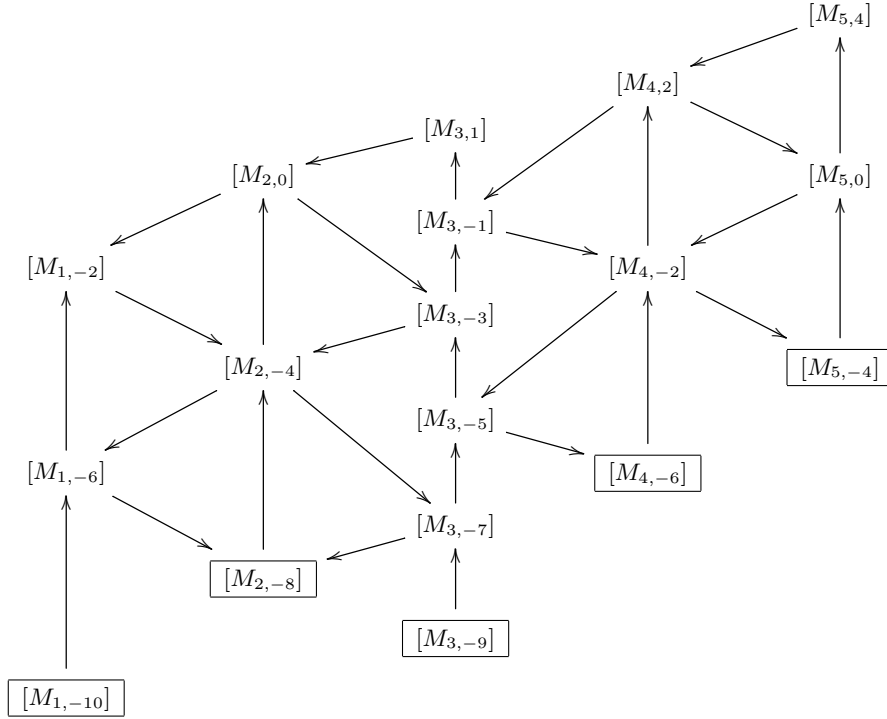 [M_{5,4}]
[M_{4,2}]
[M_{3,1}]
[M_{2,0}] [M_{5,0}]
[M_{3,-1}]
[M_{1,-2}] [M_{4,-2}]
[M_{3,-3}]
[M_{2,-4}] [M_{5,-4}]
[M_{3,-5}]
[M_{1,-6}] [M_{4,-6}]
[M_{3,-7}]
[M_{2,-8}]
[M_{3,-9}]
[M_{1,-10}]